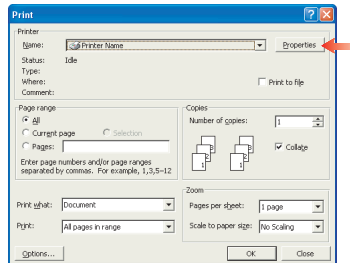 Print
Printer
Name: Printer Name Properties
Status: Idle
Type:
Where:
Comment:
Print to file
Page range
All
Current page Selection
Pages:
Enter page numbers and/or page ranges
separated by commas. For example, 1,3,5–12
Copies
Number of copies: 1
Collate
Print what: Document
Print: All pages in range
Zoom
Pages per sheet: 1 page
Scale to paper size: No Scaling
Options... OK Close